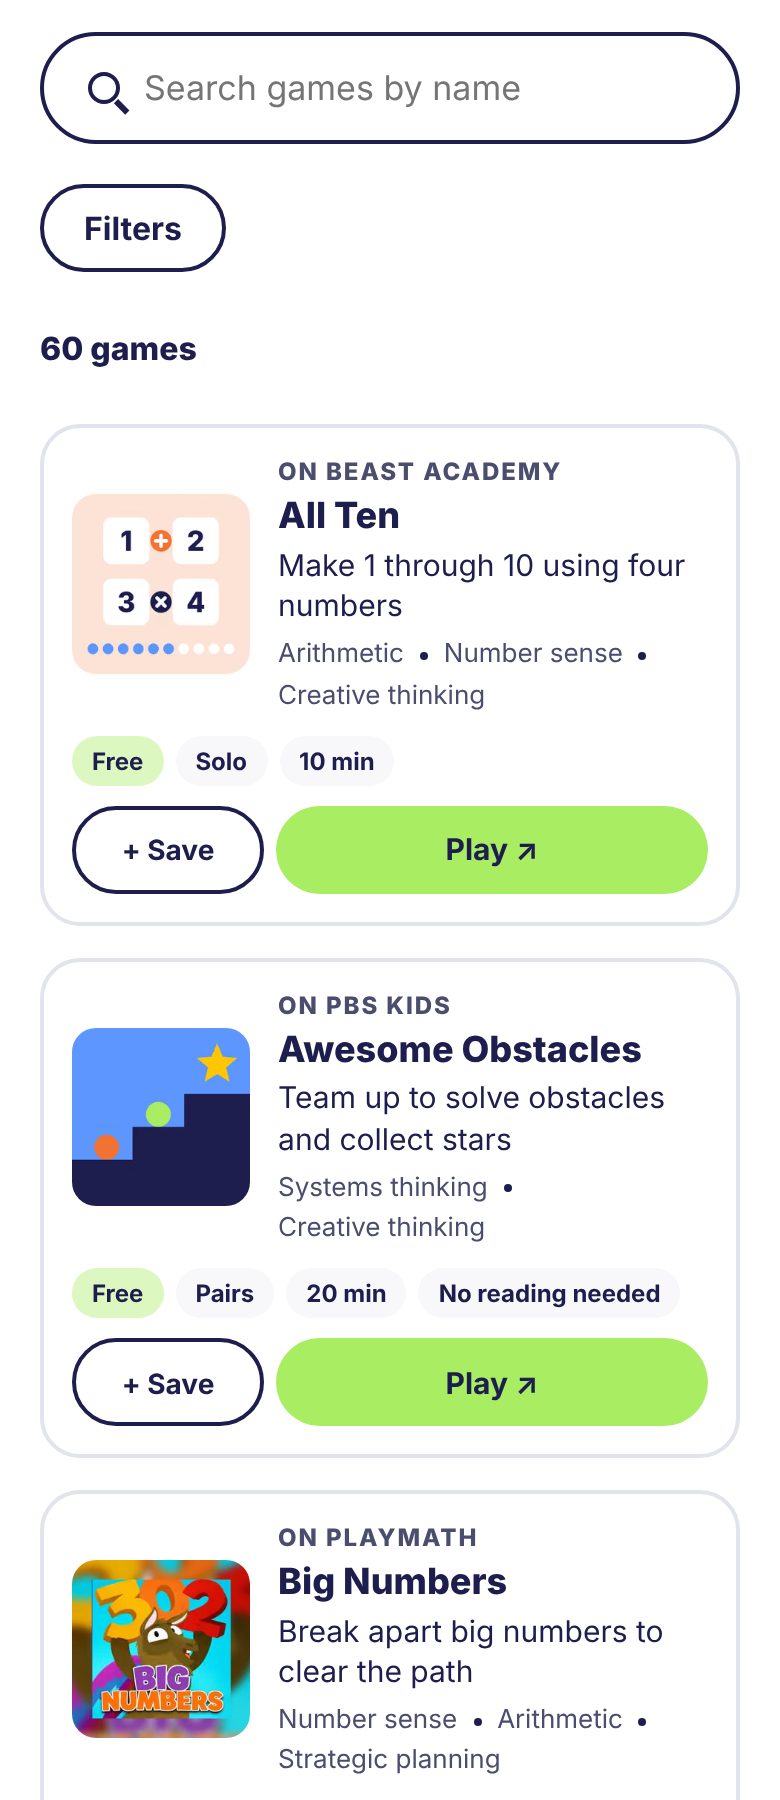 Search games by name
Filters
60 games
ON BEAST ACADEMY
All Ten
Make 1 through 10 using four
numbers
Arithmetic • Number sense •
Creative thinking
1 + 2
3 × 4
Free Solo 10 min
+ Save Play ↗
ON PBS KIDS
Awesome Obstacles
Team up to solve obstacles
and collect stars
Systems thinking •
Creative thinking
Free Pairs 20 min No reading needed
+ Save Play ↗
ON PLAYMATH
Big Numbers
Break apart big numbers to
clear the path
Number sense • Arithmetic •
Strategic planning
302
BIG
NUMBERS